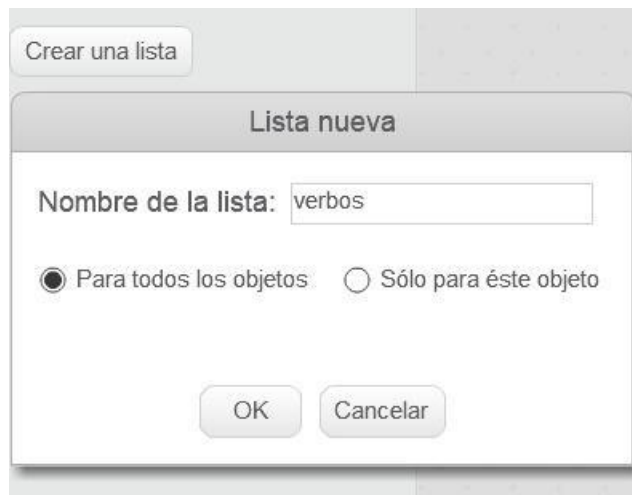 Crear una lista
Lista nueva
Nombre de la lista: verbos
Para todos los objetos Sólo para éste objeto
OK Cancelar